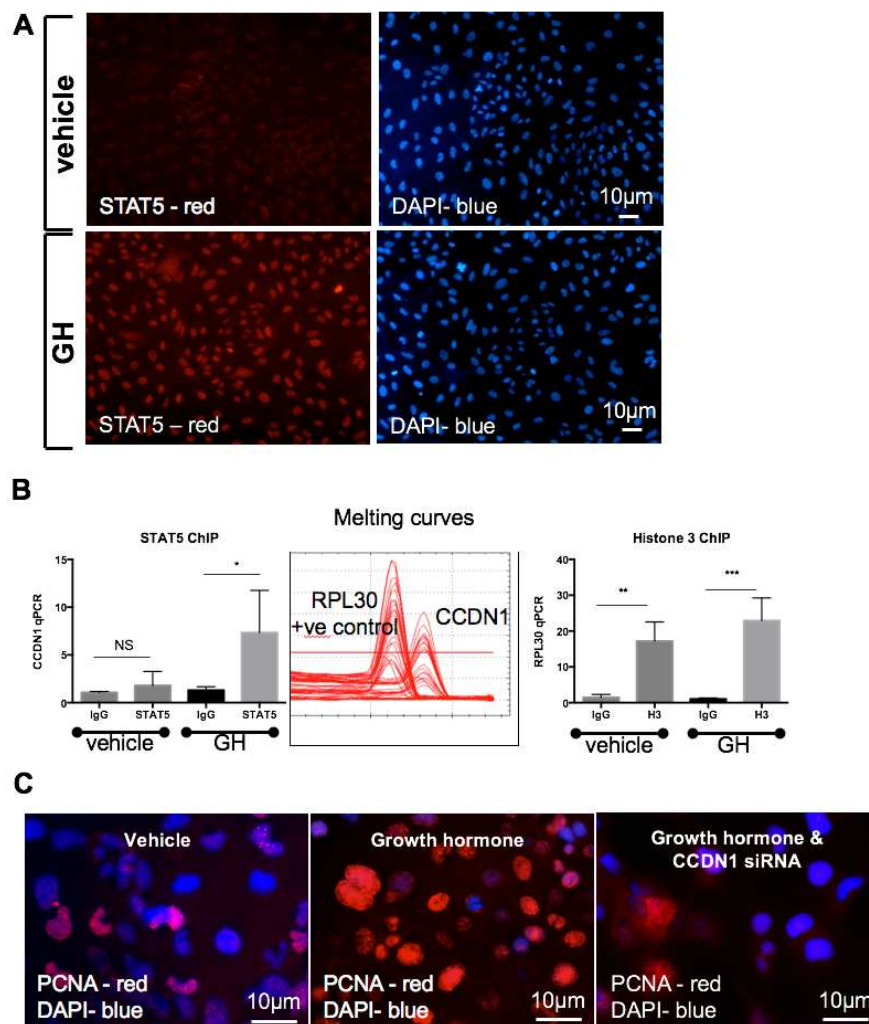 A
vehicle
STAT5 - red
DAPI- blue
10µm
GH
STAT5 – red
DAPI- blue
10µm
B
Melting curves
STAT5 ChIP
CCDN1 qPCR
15
10
5
0
NS
*
IgG
STAT5
IgG
STAT5
vehicle
GH
RPL30
+ve control
CCDN1
Histone 3 ChIP
RPL30 qPCR
40
30
20
10
0
**
***
IgG
H3
IgG
H3
vehicle
GH
C
Vehicle
PCNA - red
DAPI- blue
10µm
Growth hormone
PCNA - red
DAPI- blue
10µm
Growth hormone &
CCDN1 siRNA
PCNA - red
DAPI- blue
10µm